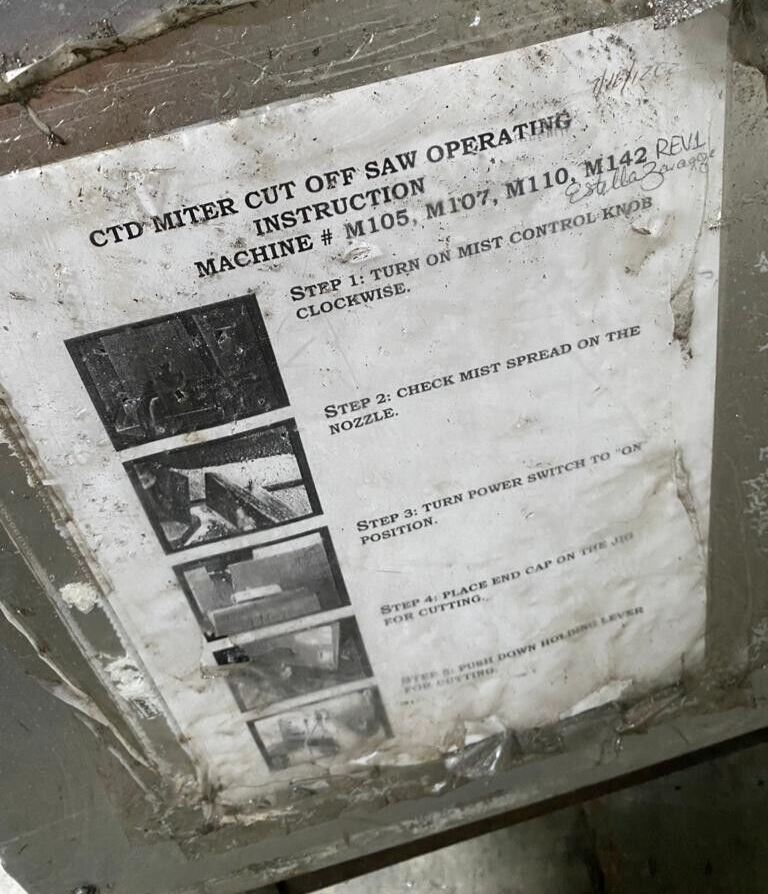 CTD MITER CUT OFF SAW OPERATING
INSTRUCTION
MACHINE # M105, M107, M110, M142 REV1
Estella
STEP 1: TURN ON MIST CONTROL KNOB
CLOCKWISE.
STEP 2: CHECK MIST SPREAD ON THE
NOZZLE.
STEP 3: TURN POWER SWITCH TO "ON"
POSITION.
STEP 4: PLACE END CAP ON THE JIG
FOR CUTTING.
STEP 5: PUSH DOWN HOLDING LEVER
FOR CUTTING.